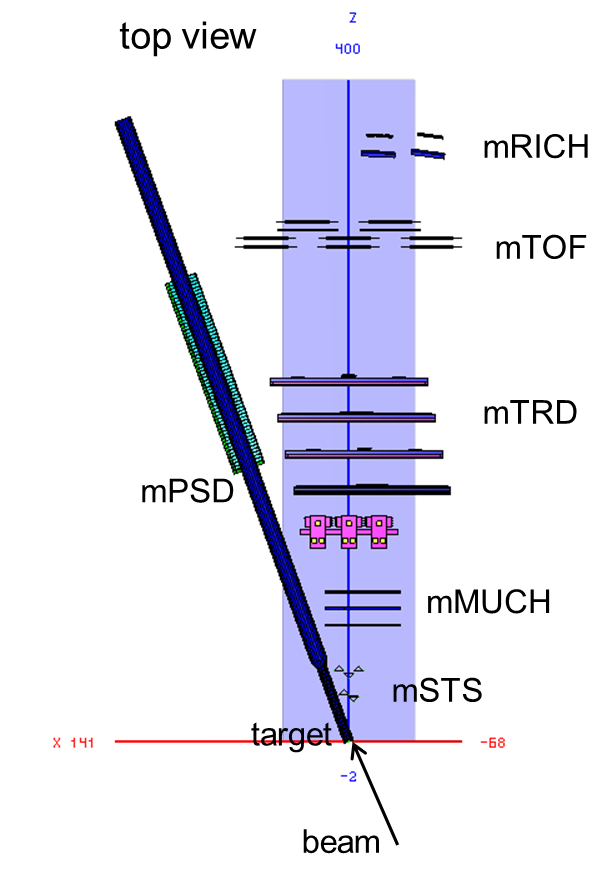 Z
top view
400
mRICH
mTOF
mTRD
mPSD
mMUCH
mSTS
target
X 141
-68
-2
beam